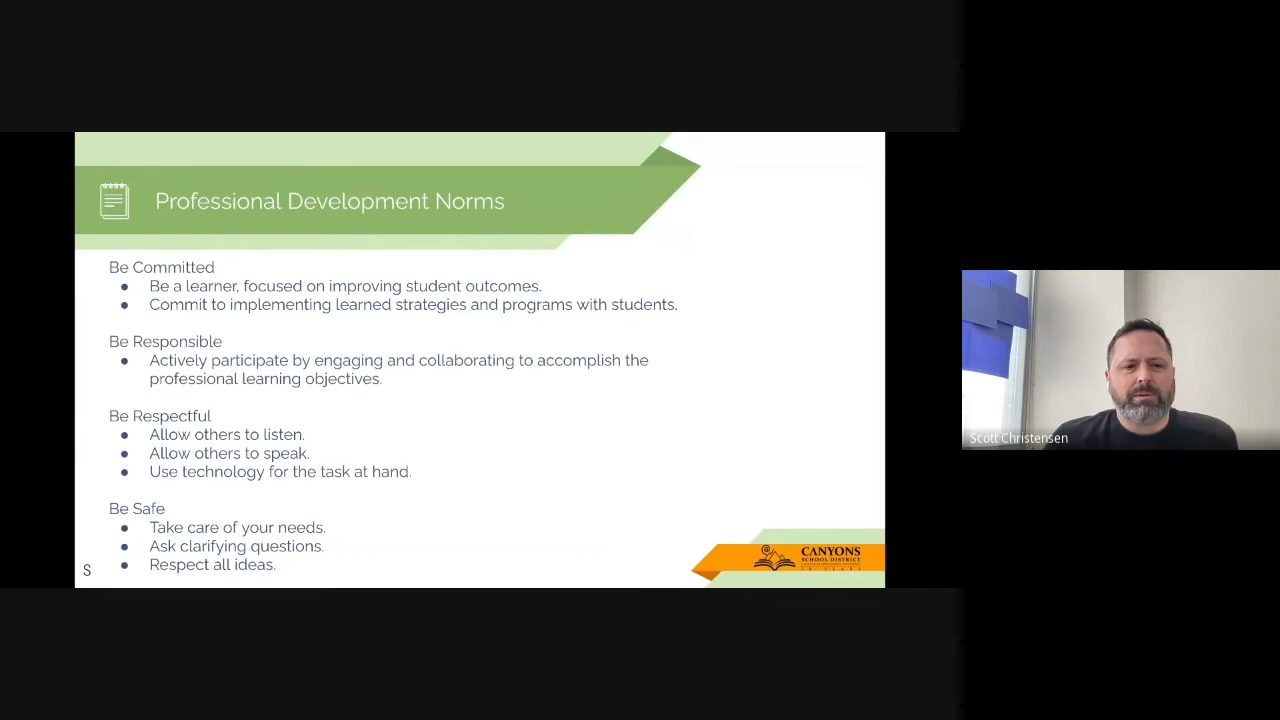 Professional Development Norms
Be Committed
● Be a learner, focused on improving student outcomes.
● Commit to implementing learned strategies and programs with students.
Be Responsible
● Actively participate by engaging and collaborating to accomplish the
professional learning objectives.
Be Respectful
● Allow others to listen.
● Allow others to speak.
● Use technology for the task at hand.
Be Safe
● Take care of your needs.
● Ask clarifying questions.
● Respect all ideas.
S
CANYONS
SCHOOL DISTRICT
Scott Christensen